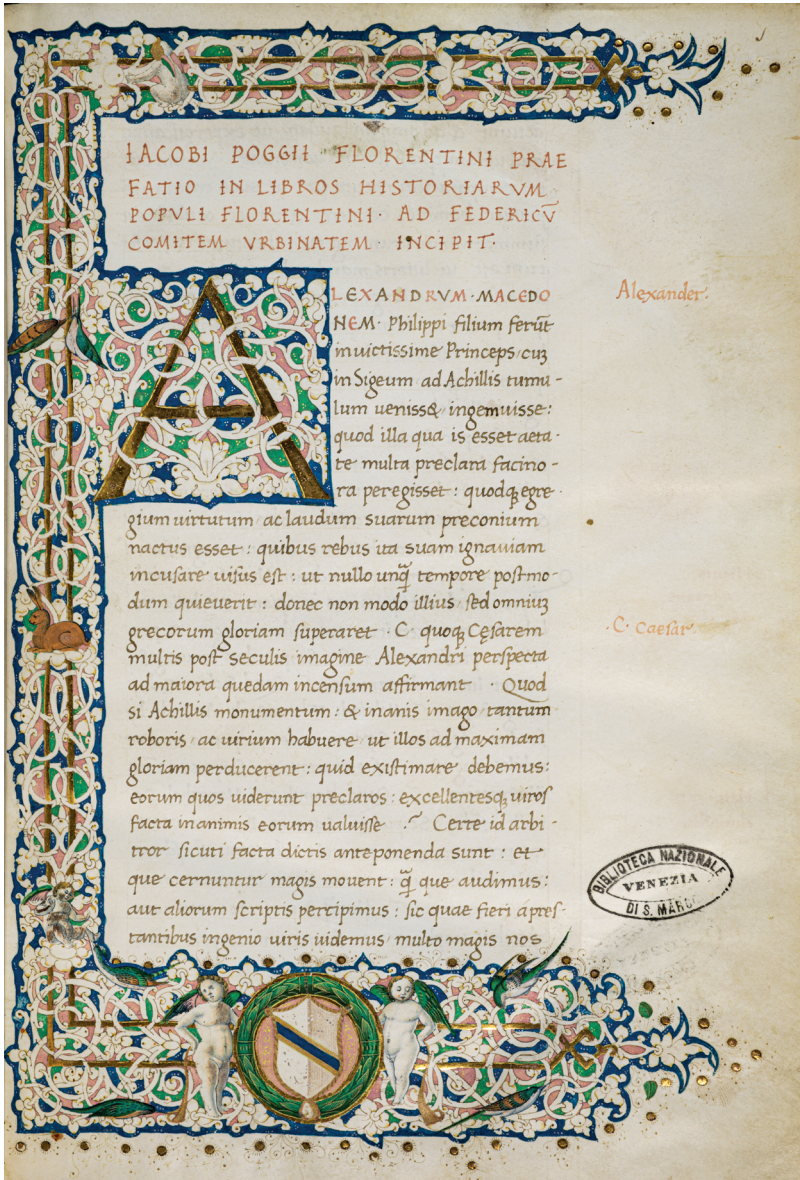 IACOBI POGGII FLORENTINI PRAE
FATIO IN LIBROS HISTORIARVM
POPVLI FLORENTINI· AD FEDERICV̄
COMITEM VRBINATEM· INCIPIT·
ALEXANDRVM·MACEDO
NEM· Philippi filium ferūt
inuictissime Princeps/cuꝫ
in Sigeum ad Achillis tumu-
lum ueniss& ingemuisse:
quod illa qua is esset aeta-
te multa preclara facino-
ra peregisset: quodqꝫ egre-
gium uirtutum ac laudum suarum preconium
nactus esset: quibus rebus ita suam ignauiam
incusare uisus est: ut nullo unq̄ tempore postmo-
dum quieuerit: donec non modo illius/sed omniuꝫ
grecorum gloriam superaret· C· quoqꝫ Cęsarem
multis post seculis imagine Alexandri perspecta
ad maiora quedam incensum affirmant· Quod
si Achillis monumentum: & inanis imago/tantum
roboris/ac uirium habuere/ut illos ad maximam
gloriam perducerent: quid existimare debemus:
eorum quos uiderunt preclaros: excellentesqꝫ uiros
facta in animis eorum ualuisse? Certe id arbi-
tror sicuti facta dictis anteponenda sunt: et
que cernuntur magis mouent: q̄ que audimus:
aut aliorum scriptis percipimus: sic quae fieri a pres-
tantibus ingenio uiris uidemus/multo magis nos
Alexander·
·C· Caesar·
BIBLIOTECA NAZIONALE
VENEZIA
DI S. MARCO